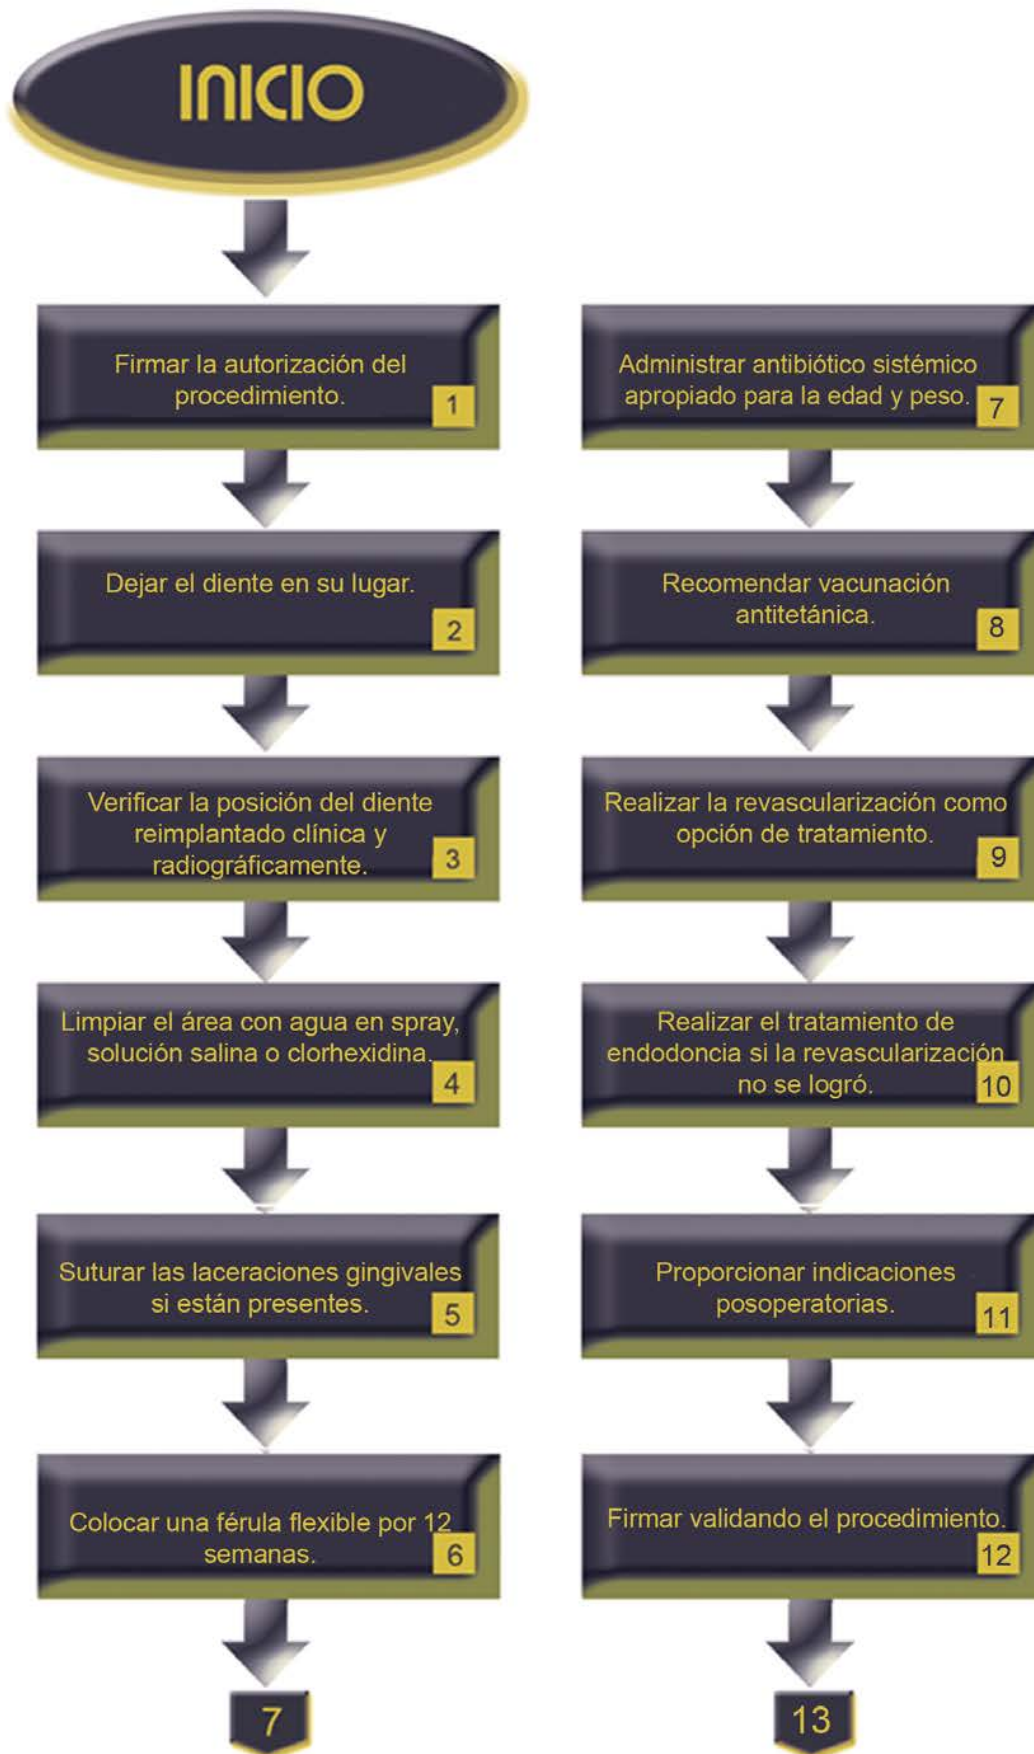 INICIO
Firmar la autorización del
procedimiento.
1
Dejar el diente en su lugar.
2
Verificar la posición del diente
reimplantado clínica y
radiográficamente.
3
Limpiar el área con agua en spray,
solución salina o clorhexidina.
4
Suturar las laceraciones gingivales
si están presentes.
5
Colocar una férula flexible por 12
semanas.
6
7
Administrar antibiótico sistémico
apropiado para la edad y peso.
7
Recomendar vacunación
antitetánica.
8
Realizar la revascularización como
opción de tratamiento.
9
Realizar el tratamiento de
endodoncia si la revascularización
no se logró.
10
Proporcionar indicaciones
posoperatorias.
11
Firmar validando el procedimiento.
12
13